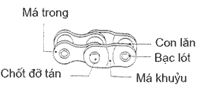 Má trong
Con lăn
Bạc lót
Chốt đỡ tán
Má khuỷu